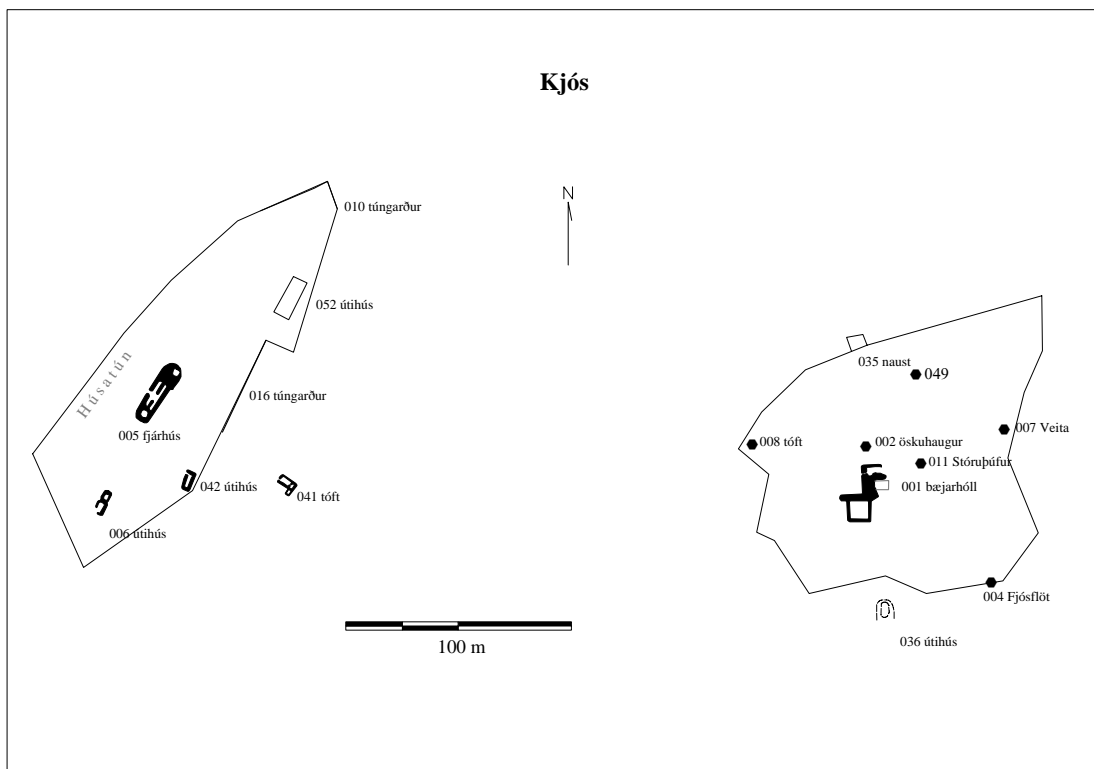 Kjós
N
010 túngarður
052 útihús
Húsatún
016 túngarður
005 fjárhús
042 útihús
041 tóft
006 útihús
035 naust
049
007 Veita
008 tóft
002 öskuhaugur
011 Stóruþúfur
001 bæjarhóll
004 Fjósflöt
036 útihús
100 m